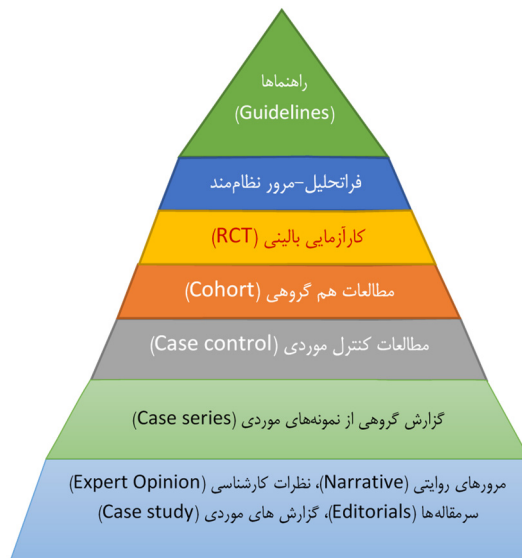 راهنماها
(Guidelines)
فراتحلیل-مرور نظام‌مند
کارآزمایی بالینی (RCT)
مطالعات هم گروهی (Cohort)
مطالعات کنترل موردی (Case control)
گزارش گروهی از نمونه‌های موردی (Case series)
مرورهای روایتی (Narrative)، نظرات کارشناسی (Expert Opinion)
سرمقاله‌ها (Editorials)، گزارش های موردی (Case study)